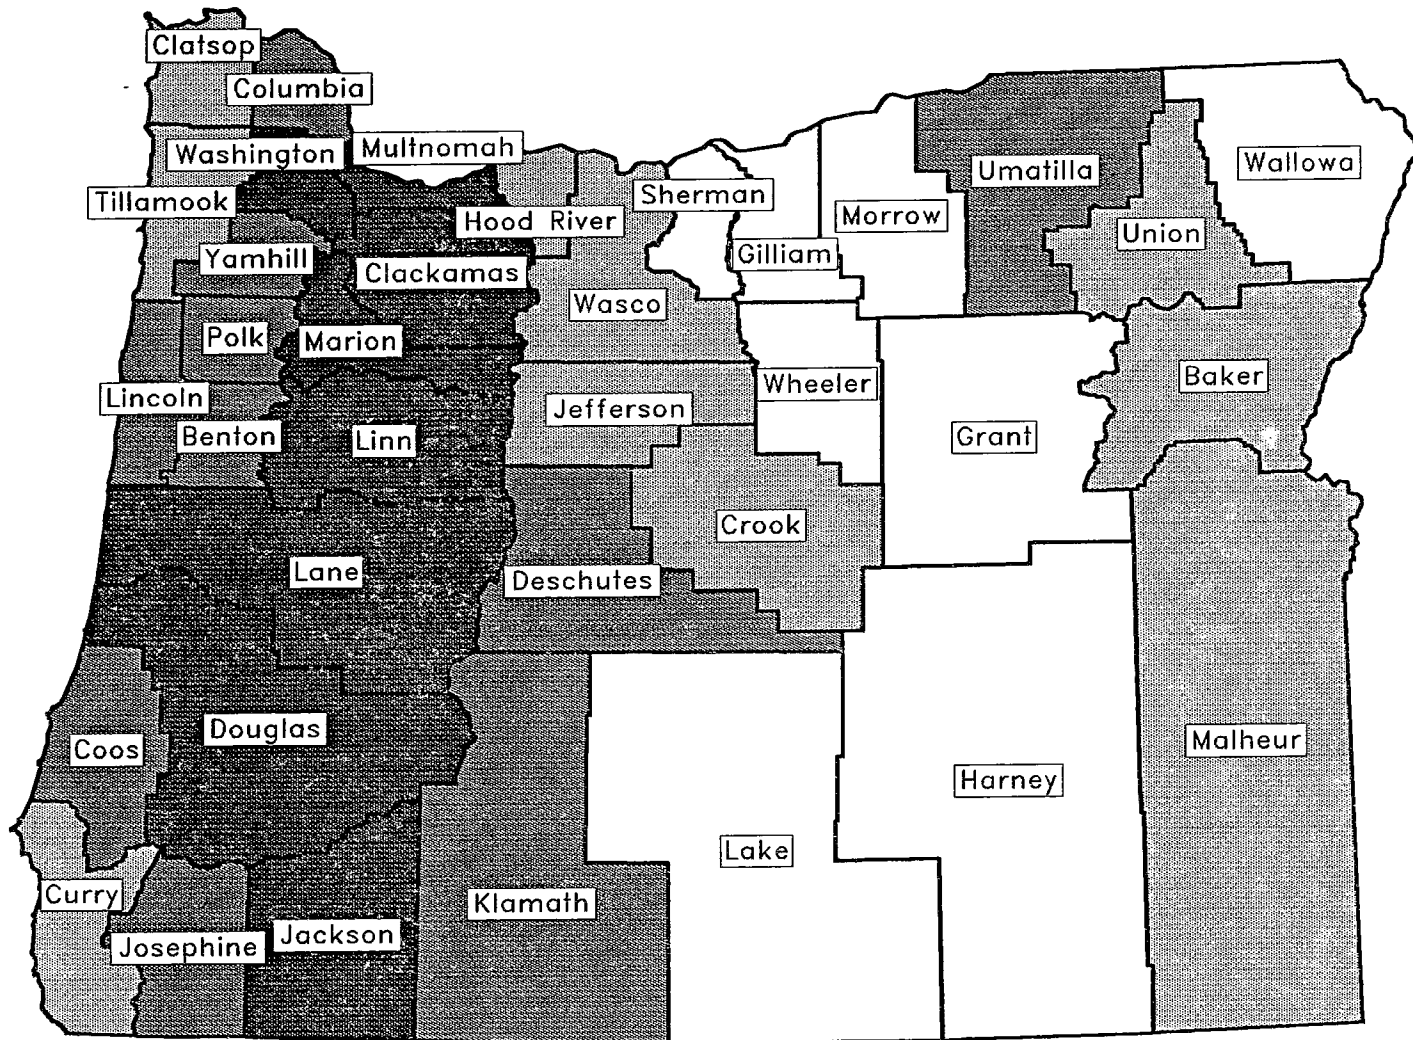 Clatsop
Columbia
Washington
Multnomah
Tillamook
Hood River
Sherman
Umatilla
Wallowa
Morrow
Union
Gilliam
Yamhill
Clackamas
Wasco
Polk
Marion
Lincoln
Benton
Linn
Jefferson
Wheeler
Baker
Grant
Crook
Lane
Deschutes
Douglas
Coos
Malheur
Harney
Lake
Curry
Klamath
Josephine
Jackson